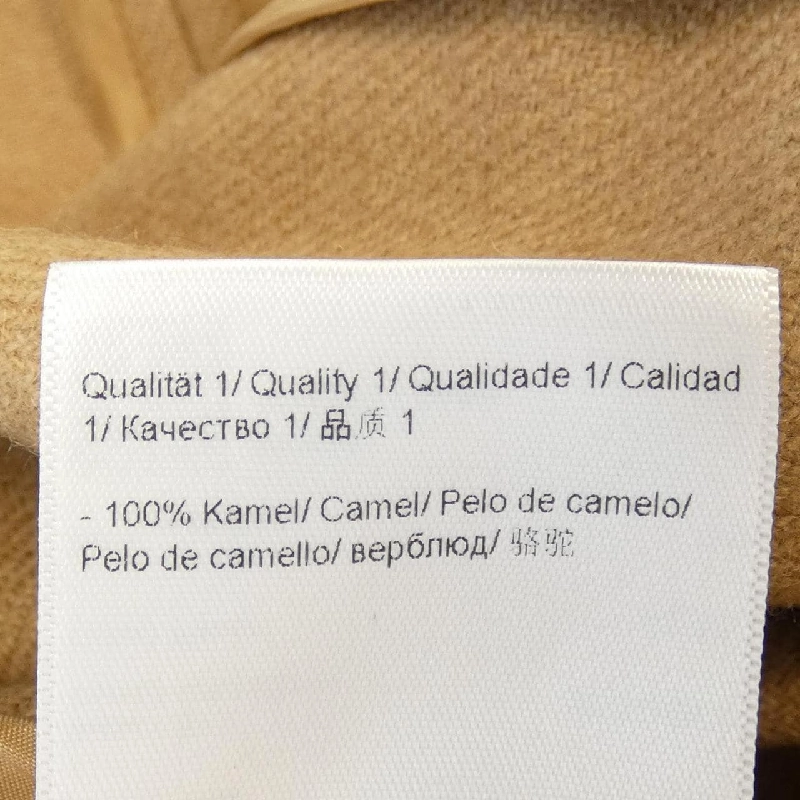 Qualität 1/ Quality 1/ Qualidade 1/ Calidad
1/ Качество 1/ 品质 1
- 100% Kamel/ Camel/ Pelo de camelo/
Pelo de camello/ верблюд/ 骆驼